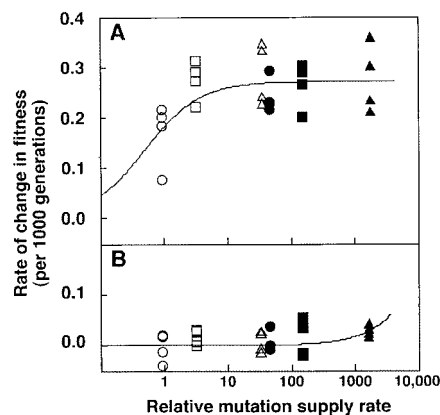 A
0.4
0.3
0.2
0.1
0.0
Rate of change in fitness
(per 1000 generations)
B
0.1
0.0
1
10
100
1000
10,000
Relative mutation supply rate